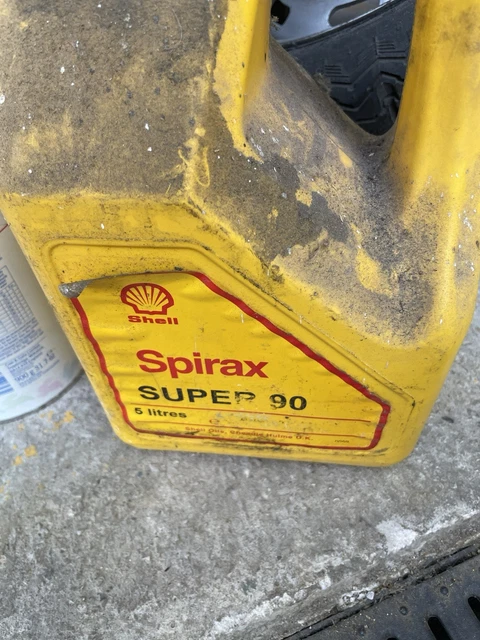 Shell
Spirax
SUPER 90
5 litres
U.K.